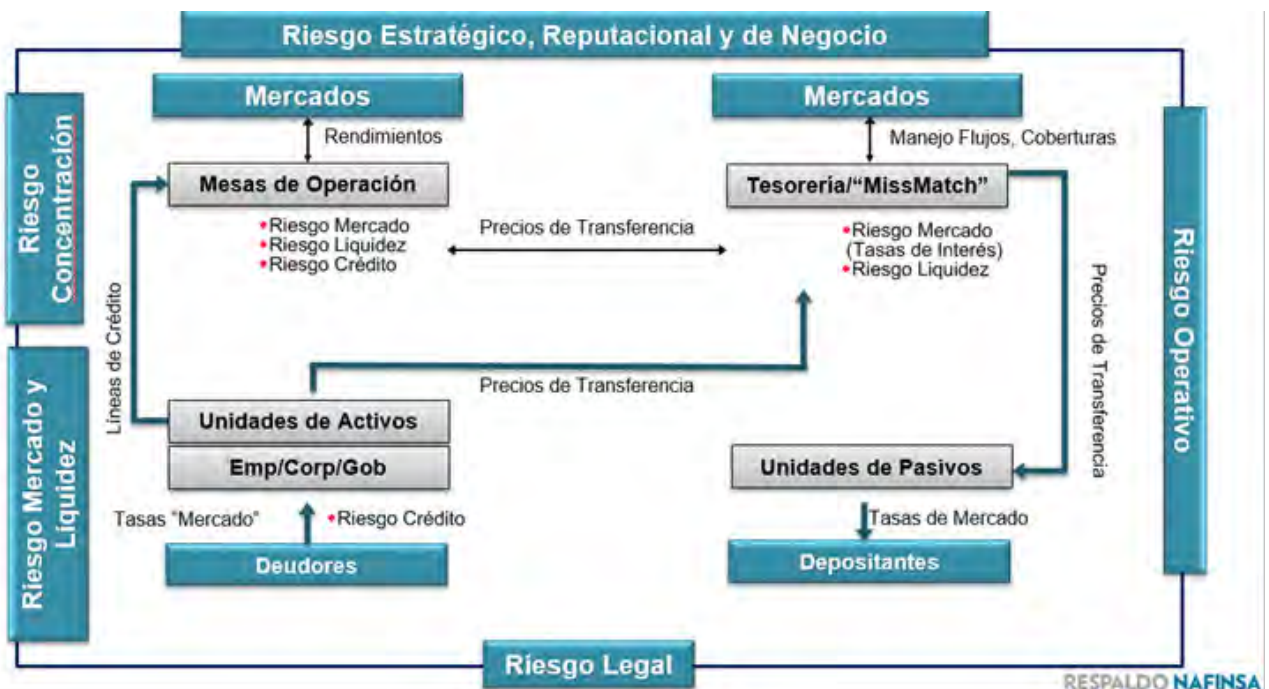 Riesgo Estratégico, Reputacional y de Negocio
Riesgo
Concentración
Riesgo Mercado y
Liquidez
Mercados
Rendimientos
Mesas de Operación
•Riesgo Mercado
•Riesgo Liquidez
•Riesgo Crédito
Líneas de Crédito
Precios de Transferencia
Mercados
Manejo Flujos, Coberturas
Tesorería/“MissMatch”
•Riesgo Mercado
(Tasas de Interés)
•Riesgo Liquidez
Precios de Transferencia
Riesgo Operativo
Precios de Transferencia
Unidades de Activos
Emp/Corp/Gob
Tasas "Mercado"
•Riesgo Crédito
Deudores
Unidades de Pasivos
Tasas de Mercado
Depositantes
Riesgo Legal
RESPALDO NAFINSA